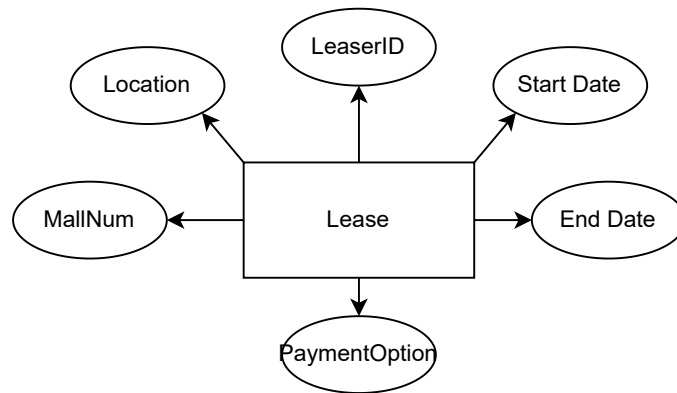 LeaserID
Location
Start Date
MallNum
Lease
End Date
PaymentOption